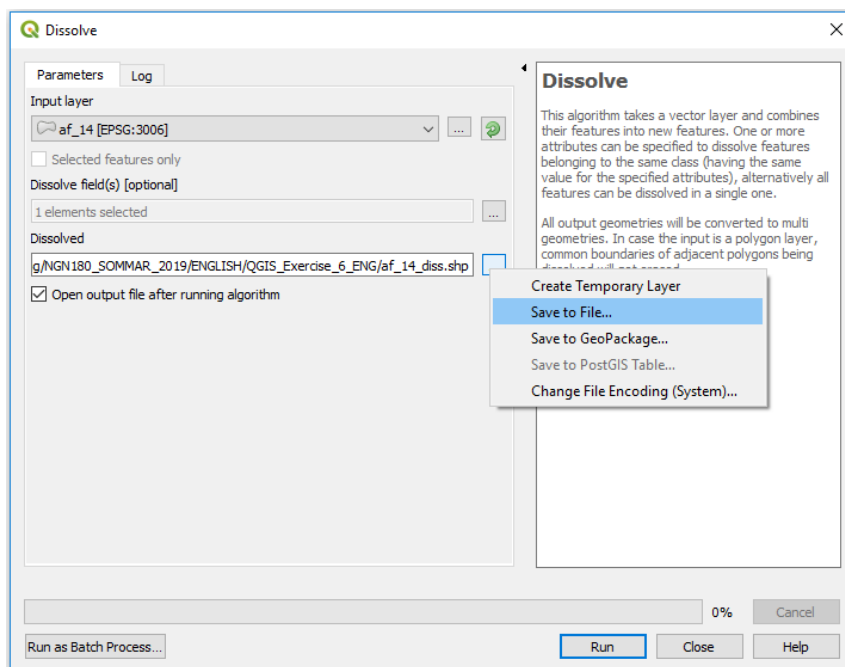 Dissolve
Parameters
Log
Input layer
af_14 [EPSG:3006]
...
Selected features only
Dissolve field(s) [optional]
1 elements selected
...
Dissolved
g/NGN180_SOMMAR_2019/ENGLISH/QGIS_Exercise_6_ENG/af_14_diss.shp
Open output file after running algorithm
Create Temporary Layer
Save to File...
Save to GeoPackage...
Save to PostGIS Table...
Change File Encoding (System)...
Dissolve
This algorithm takes a vector layer and combines
their features into new features. One or more
attributes can be specified to dissolve features
belonging to the same class (having the same
value for the specified attributes), alternatively all
features can be dissolved in a single one.
All output geometries will be converted to multi
geometries. In case the input is a polygon layer,
common boundaries of adjacent polygons being
0%
Cancel
Run as Batch Process...
Run
Close
Help